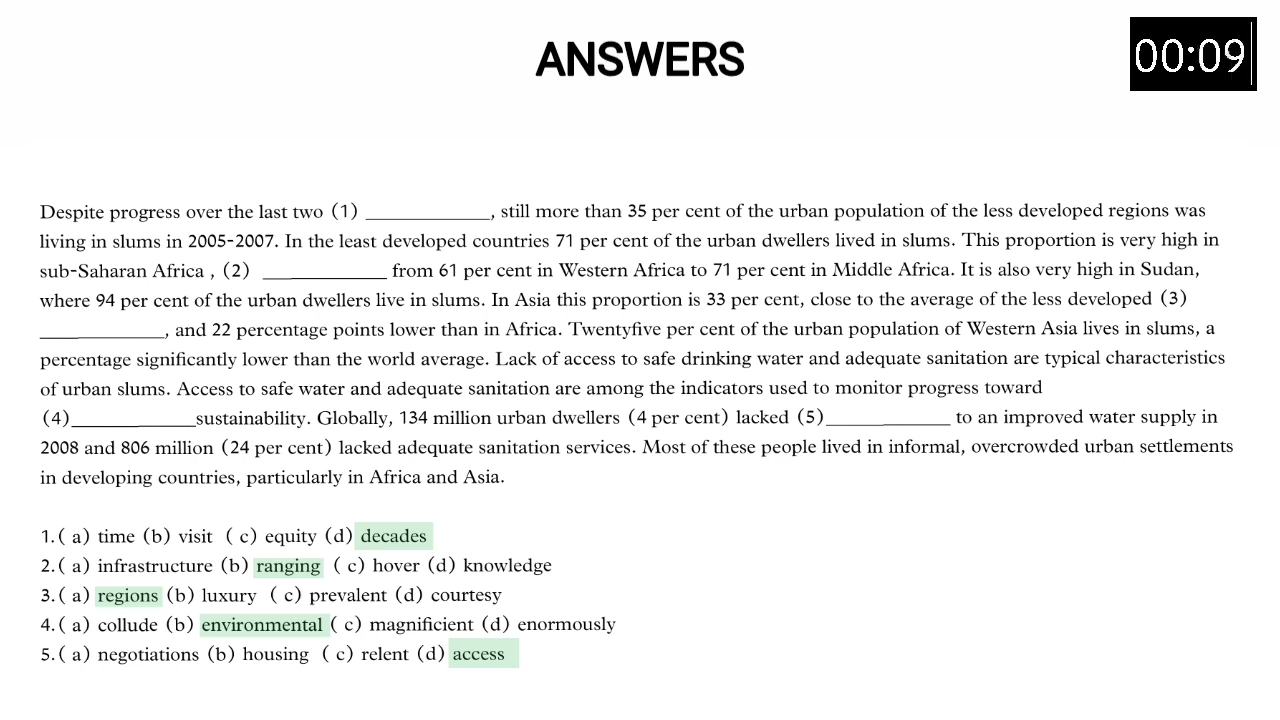 ANSWERS
00:09
Despite progress over the last two (1) ____________, still more than 35 per cent of the urban population of the less developed regions was
living in slums in 2005-2007. In the least developed countries 71 per cent of the urban dwellers lived in slums. This proportion is very high in
sub-Saharan Africa , (2) ____________ from 61 per cent in Western Africa to 71 per cent in Middle Africa. It is also very high in Sudan,
where 94 per cent of the urban dwellers live in slums. In Asia this proportion is 33 per cent, close to the average of the less developed (3)
____________, and 22 percentage points lower than in Africa. Twentyfive per cent of the urban population of Western Asia lives in slums, a
percentage significantly lower than the world average. Lack of access to safe drinking water and adequate sanitation are typical characteristics
of urban slums. Access to safe water and adequate sanitation are among the indicators used to monitor progress toward
(4)____________sustainability. Globally, 134 million urban dwellers (4 per cent) lacked (5)____________ to an improved water supply in
2008 and 806 million (24 per cent) lacked adequate sanitation services. Most of these people lived in informal, overcrowded urban settlements
in developing countries, particularly in Africa and Asia.
1.( a) time (b) visit ( c) equity (d) decades
2.( a) infrastructure (b) ranging ( c) hover (d) knowledge
3.( a) regions (b) luxury ( c) prevalent (d) courtesy
4.( a) collude (b) environmental ( c) magnificient (d) enormously
5.( a) negotiations (b) housing ( c) relent (d) access